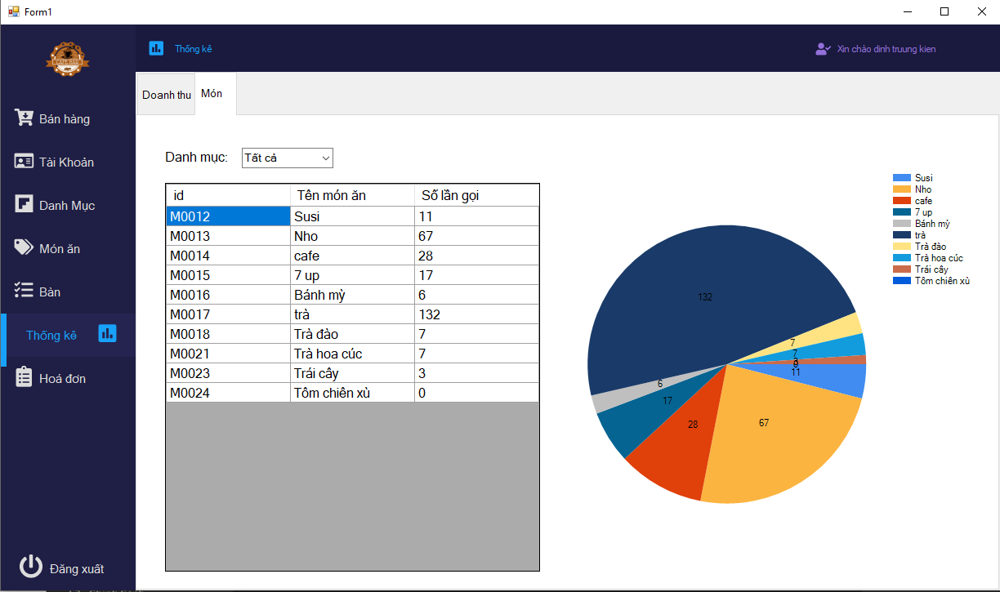 Form1
CAFE BAR
Thống kê
Xin chào dinh truung kien
Bán hàng
Tài Khoản
Danh Mục
Món ăn
Bàn
Thống kê
Hoá đơn
Đăng xuất
Doanh thu
Món
Danh mục: Tất cả
id Tên món ăn Số lần gọi
M0012 Susi 11
M0013 Nho 67
M0014 cafe 28
M0015 7 up 17
M0016 Bánh mỳ 6
M0017 trà 132
M0018 Trà đào 7
M0021 Trà hoa cúc 7
M0023 Trái cây 3
M0024 Tôm chiên xù 0
132
7
7
3
0
11
6
17
28
67
Susi
Nho
cafe
7 up
Bánh mỳ
trà
Trà đào
Trà hoa cúc
Trái cây
Tôm chiên xù